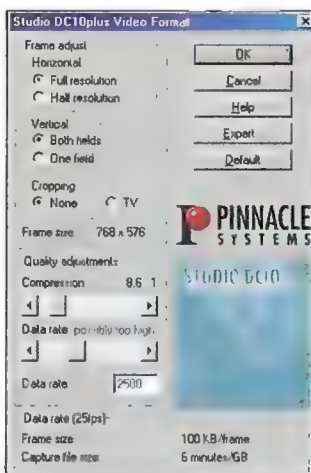 Studio DC10plus Video Format
Frame adjust
Horizontal
Full resolution
Half resolution
Vertical
Both fields
One field
Cropping
None TV
Frame size 768 x 576
Quality adjustments
Compression 8.6 1
Data rate possibly too high
Data rate 2500
Data rate (25fps)
Frame size 100 KB/frame
Capture file size 6 minutes/GB
OK
Cancel
Help
Expert
Default
PINNACLE
SYSTEMS
STUDIO DC10